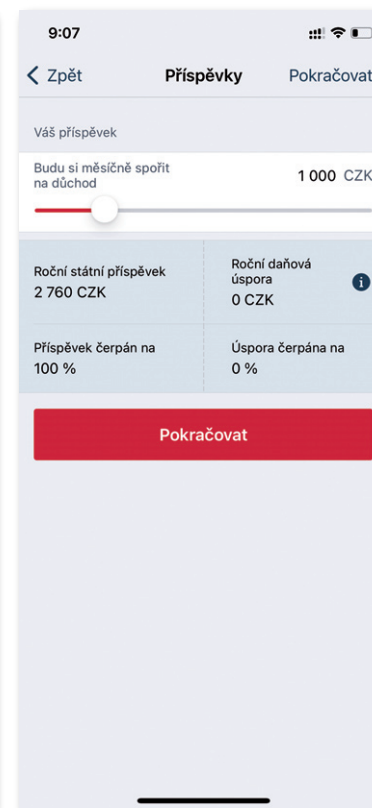 9:07
Zpět Příspěvky Pokračovat
Váš příspěvek
Budu si měsíčně spořit
na důchod
1 000 CZK
Roční státní příspěvek
2 760 CZK
Roční daňová
úspora
0 CZK
Příspěvek čerpán na
100 %
Úspora čerpána na
0 %
Pokračovat